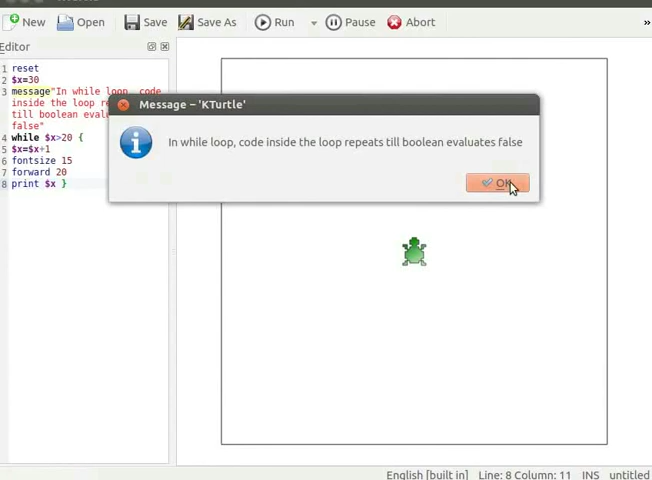 New Open Save Save As Run Pause Abort »
Editor
1 reset
2 $x=30
3 message"In while loop, code
inside the loop re
till boolean evalu
false"
4 while $x>20 {
5 $x=$x+1
6 fontsize 15
7 forward 20
8 print $x }
Message – 'KTurtle'
In while loop, code inside the loop repeats till boolean evaluates false
OK
English [built in] Line: 8 Column: 11 INS untitled